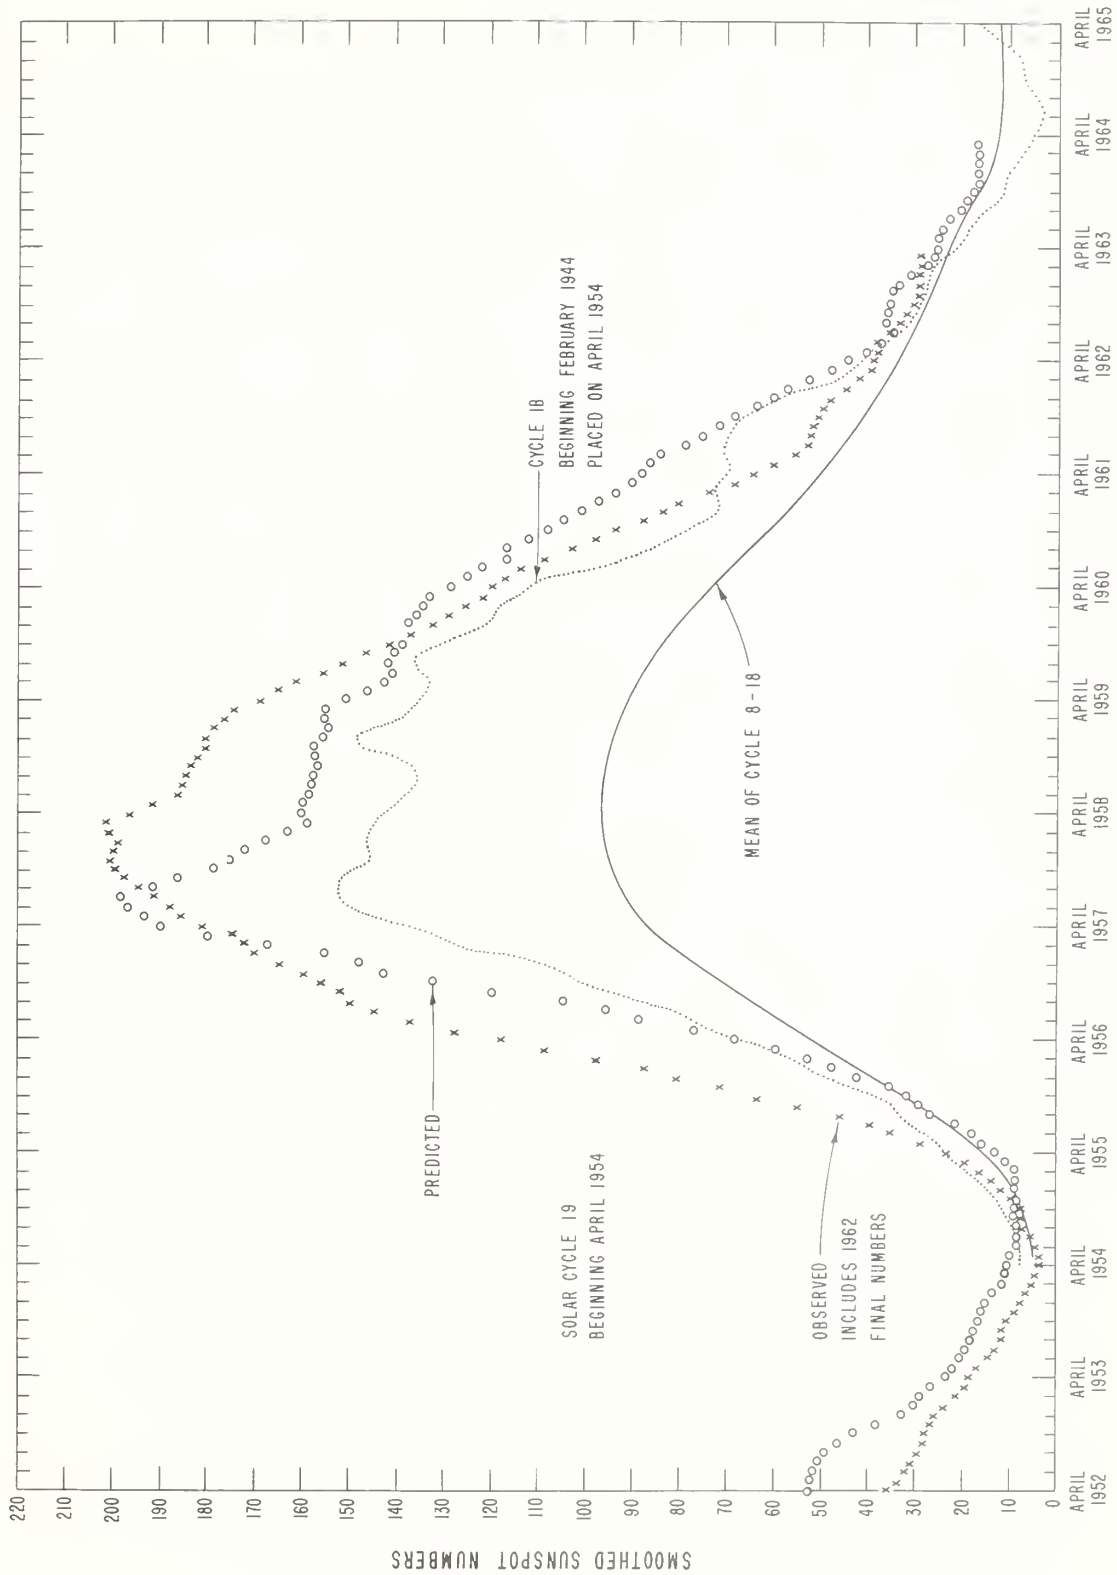 SMOOTHED SUNSPOT NUMBERS
220
210
200
190
180
170
160
150
140
130
120
110
100
90
80
70
60
50
40
30
20
10
0
PREDICTED
SOLAR CYCLE 19
BEGINNING APRIL 1954
OBSERVED
INCLUDES 1962
FINAL NUMBERS
CYCLE 18
BEGINNING FEBRUARY 1944
PLACED ON APRIL 1954
MEAN OF CYCLE 8-18
APRIL
1952
APRIL
1953
APRIL
1954
APRIL
1955
APRIL
1956
APRIL
1957
APRIL
1958
APRIL
1959
APRIL
1960
APRIL
1961
APRIL
1962
APRIL
1963
APRIL
1964
APRIL
1965